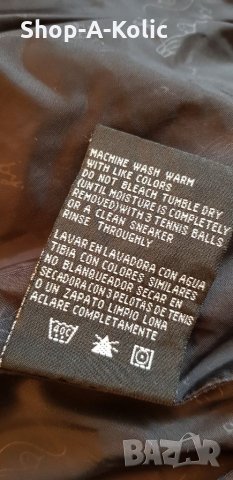 Shop-A-Kolic
MACHINE WASH WARM
WITH LIKE COLORS
DO NOT BLEACH TUMBLE DRY
(UNTIL MOISTURE IS COMPLETELY
REMOVED) WITH 3 TENNIS BALLS
OR A CLEAN SNEAKER
RINSE THROUGHLY
LAVAR EN LAVADORA CON AGUA
TIBIA CON COLORES SIMILARES
NO BLANQUEADOR SECAR EN
SECADORA CON 3 PELOTAS DE TENIS
O UN ZAPATO LIMPIO LONA
ACLARE COMPLETAMENTE
40C
BAZAR